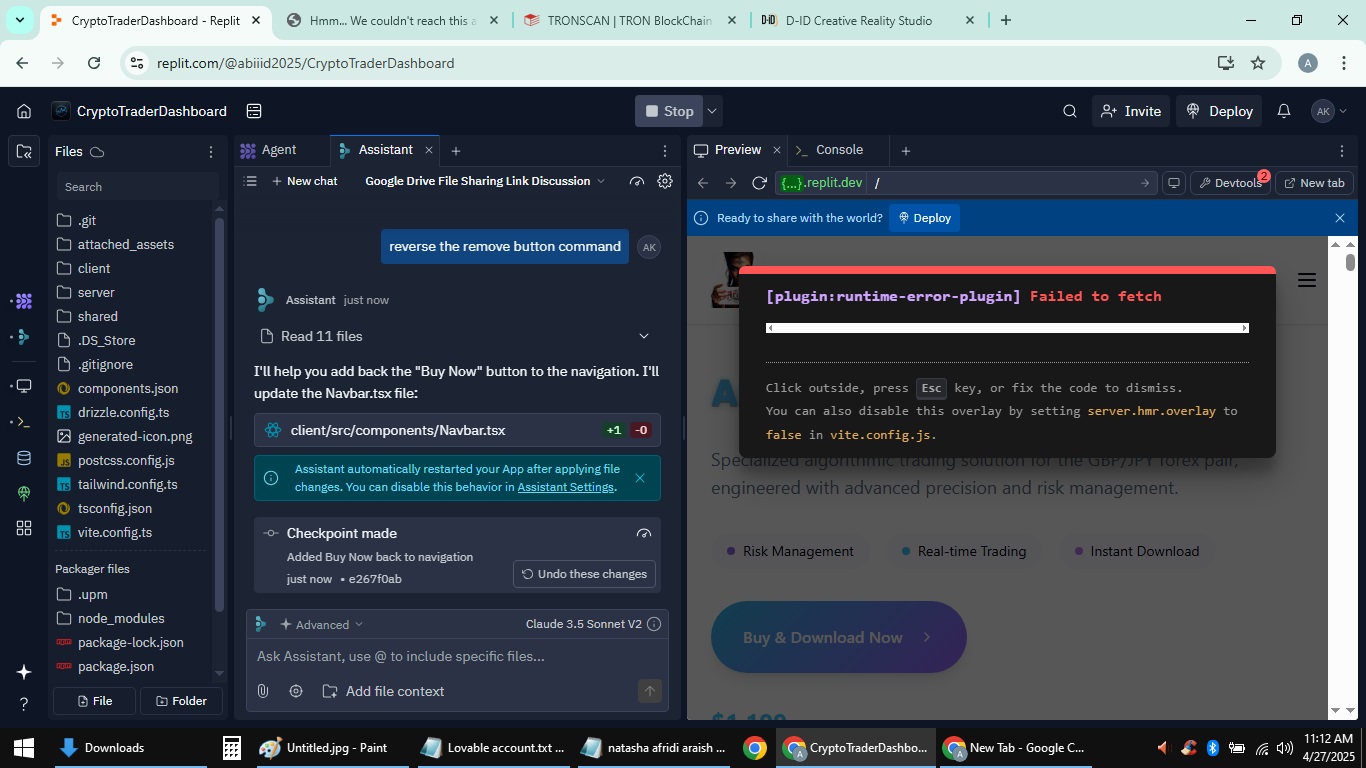 CryptoTraderDashboard - Replit
Hmm... We couldn't reach this a
TRONSCAN | TRON BlockChain
D-ID D-ID Creative Reality Studio
replit.com/@abiiid2025/CryptoTraderDashboard
A
CryptoTraderDashboard
Stop
Invite
Deploy
AK
Files
Search
.git
attached_assets
client
server
shared
.DS_Store
.gitignore
components.json
drizzle.config.ts
generated-icon.png
postcss.config.js
tailwind.config.ts
tsconfig.json
vite.config.ts
Packager files
.upm
node_modules
package-lock.json
package.json
File
Folder
Agent
Assistant
New chat
Google Drive File Sharing Link Discussion
reverse the remove button command
AK
Assistant just now
Read 11 files
I'll help you add back the "Buy Now" button to the navigation. I'll
update the Navbar.tsx file:
client/src/components/Navbar.tsx +1 -0
Assistant automatically restarted your App after applying file
changes. You can disable this behavior in Assistant Settings.
Checkpoint made
Added Buy Now back to navigation
just now • e267f0ab
Undo these changes
Advanced
Claude 3.5 Sonnet V2
Ask Assistant, use @ to include specific files...
Add file context
Preview
Console
{...}.replit.dev /
Devtools 2
New tab
Ready to share with the world?
Deploy
[plugin:runtime-error-plugin] Failed to fetch
Click outside, press Esc key, or fix the code to dismiss.
You can also disable this overlay by setting server.hmr.overlay to
false in vite.config.js.
A
Specialized algorithmic trading solution for the GBP/JPY forex pair,
engineered with advanced precision and risk management.
Risk Management
Real-time Trading
Instant Download
Buy & Download Now
Downloads
Untitled.jpg - Paint
Lovable account.txt ...
natasha afridi araish ...
CryptoTraderDashbo...
New Tab - Google C...
11:12 AM
4/27/2025